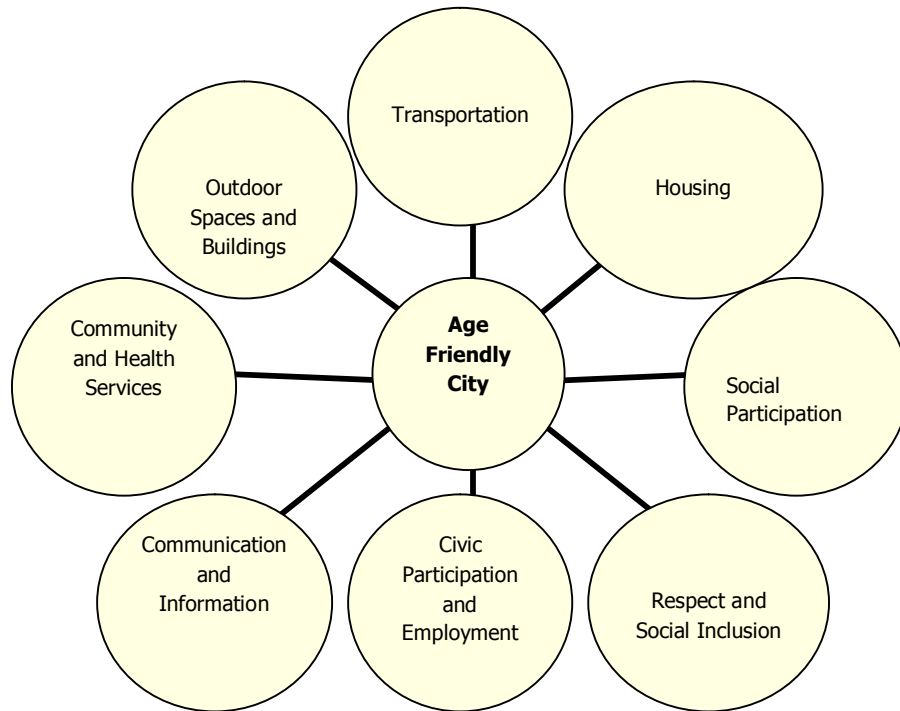 Transportation
Housing
Outdoor
Spaces and
Buildings
Age
Friendly
City
Community
and Health
Services
Social
Participation
Communication
and
Information
Civic
Participation
and
Employment
Respect and
Social Inclusion